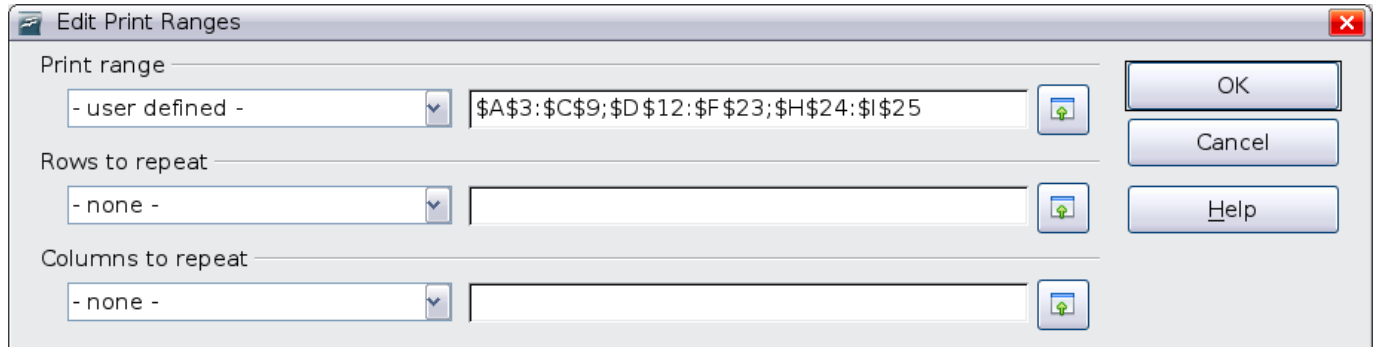 Edit Print Ranges
Print range
- user defined -
$A$3:$C$9;$D$12:$F$23;$H$24:$I$25
OK
Cancel
Rows to repeat
- none -
Help
Columns to repeat
- none -